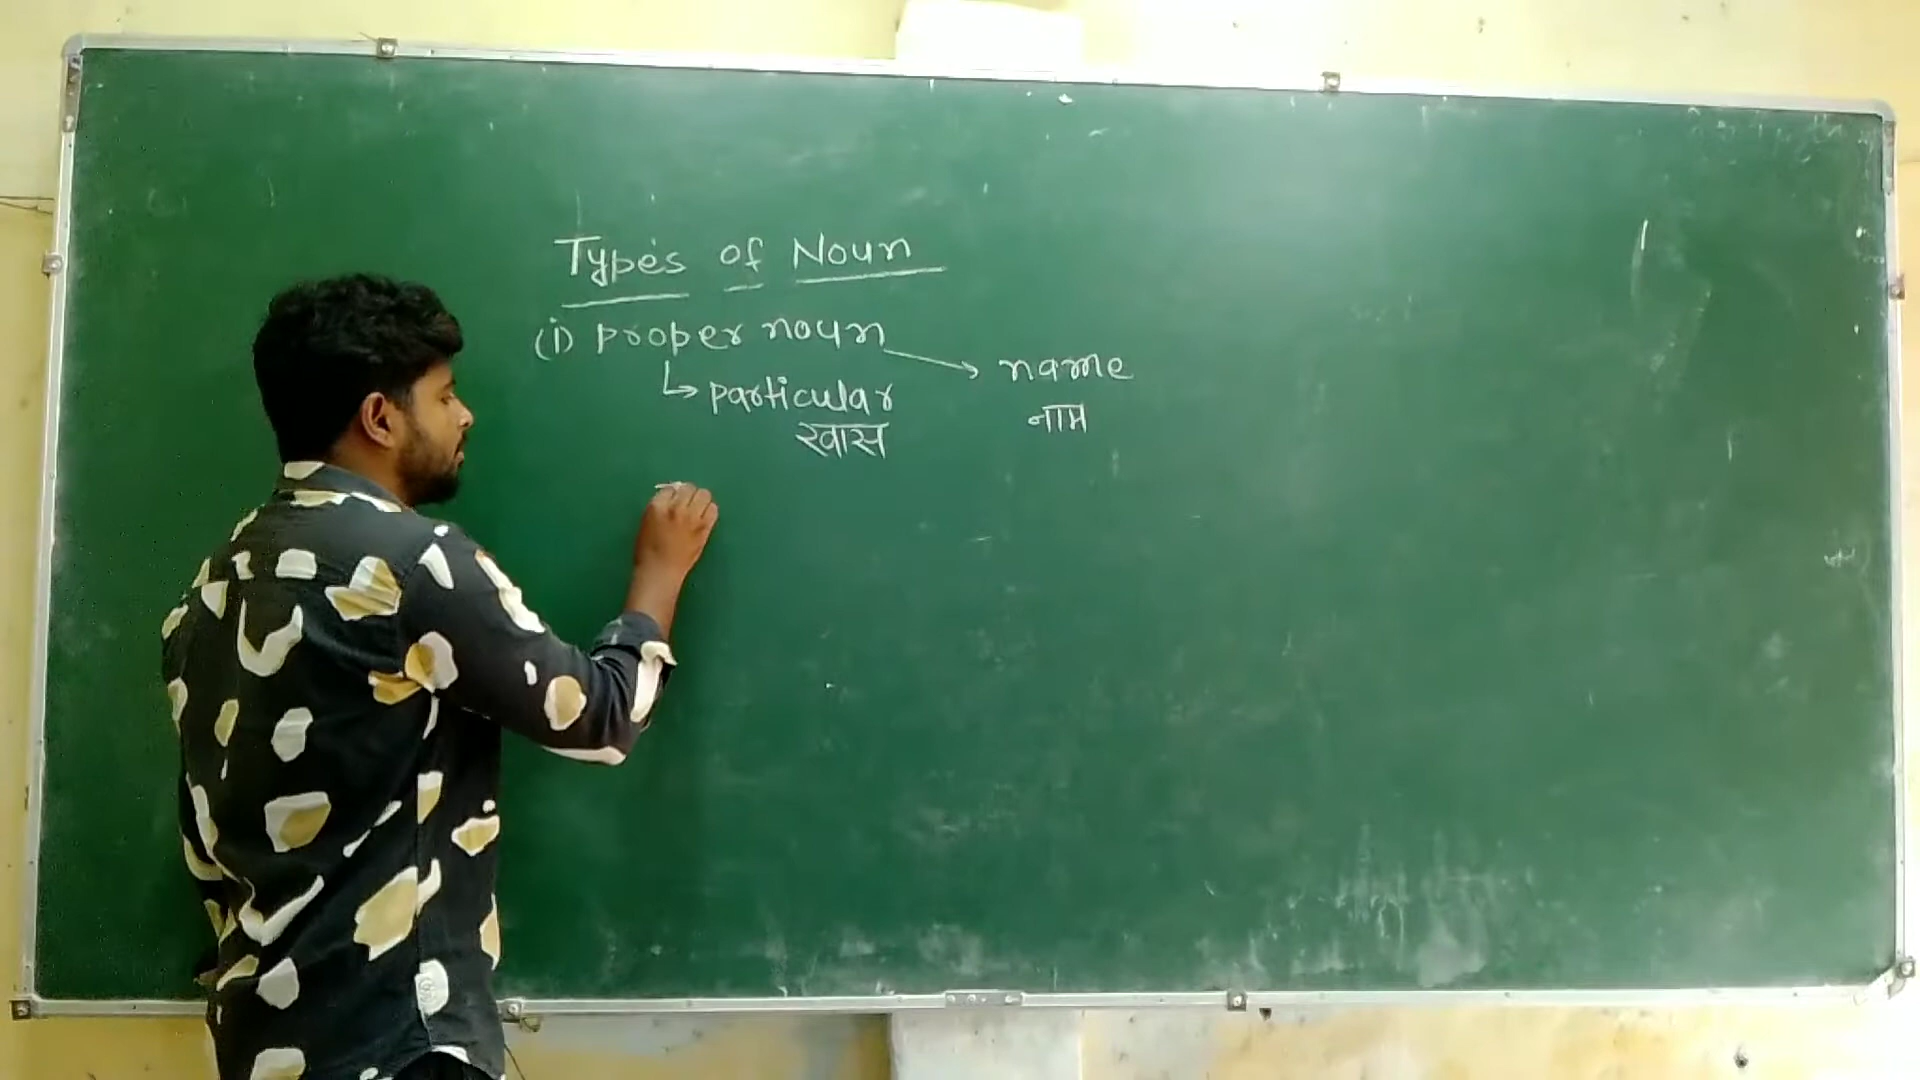 Types of Noun
(i) proper noun → name
↳ particular नाम
खास